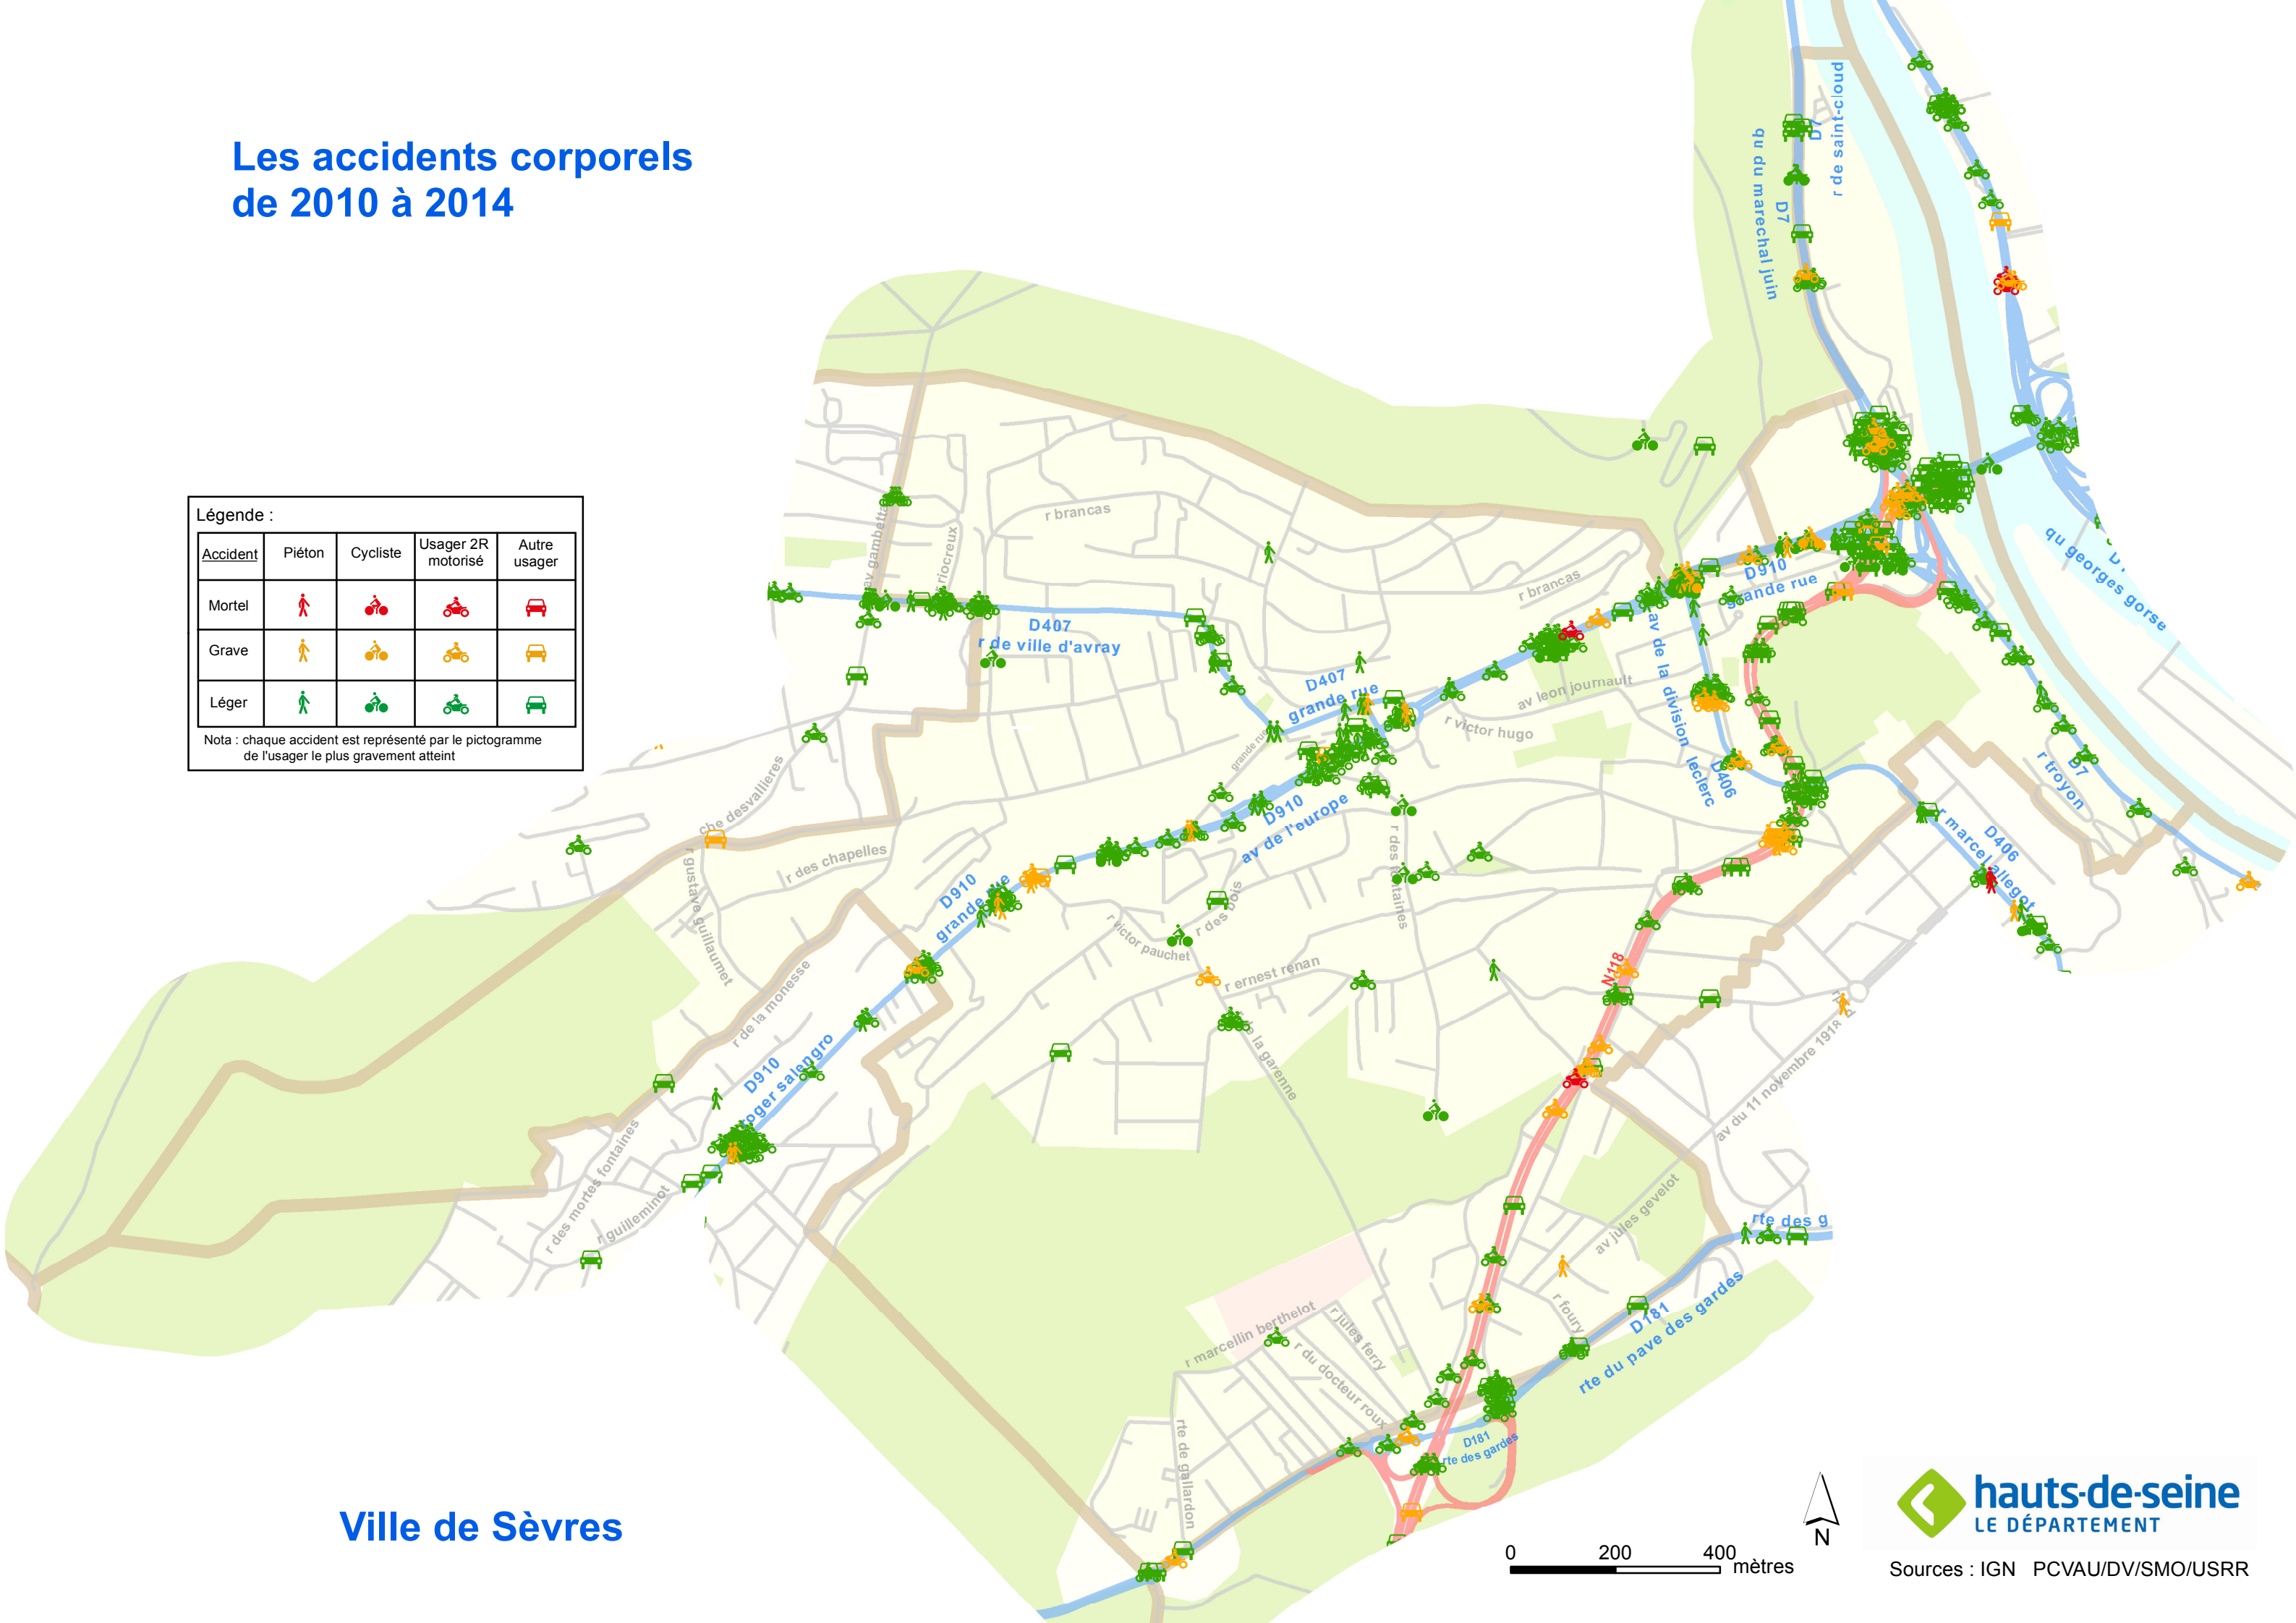 Les accidents corporels
de 2010 à 2014
D7
r de saint-cloud
qu du marechal juin
D7
Légende :
Accident
Piéton
Cycliste
Usager 2R
motorisé
Autre
usager
Mortel
Grave
Léger
Nota : chaque accident est représenté par le pictogramme
de l'usager le plus gravement atteint
av gambetta
riocreux
r brancas
r brancas
D910
grande rue
qu georges gorse
D407
r de ville d'avray
D407
grande rue
grande rue
av leon journault
r victor hugo
av de la division leclerc
D406
D7
r troyon
che desvallieres
D910
av de l'europe
r des fontaines
D406
r marcel allegot
r gustave guillaumet
r des chapelles
D910
grande rue
r victor pauchet
r des bois
r ernest renan
N118
r de la monesse
D910
roger salengro
de la garenne
av du 11 novembre 1918
r des mortes fontaines
r guilleminot
av jules gevelot
rte des g
r foury
D181
rte du pave des gardes
r marcellin berthelot
r jules ferry
r du docteur roux
D181
rte des gardes
rte de gallardon
Ville de Sèvres
0 200 400
mètres
N
hauts-de-seine
LE DÉPARTEMENT
Sources : IGN PCVAU/DV/SMO/USRR